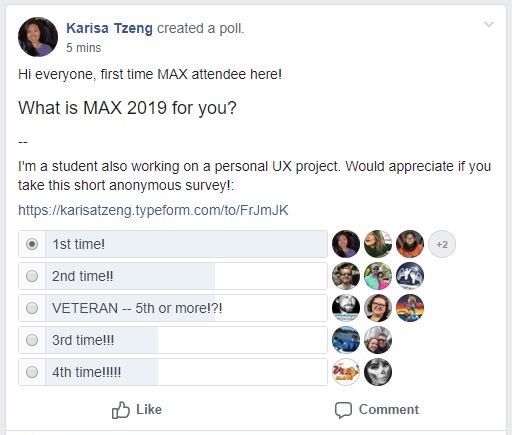 Karisa Tzeng created a poll.
5 mins
Hi everyone, first time MAX attendee here!
What is MAX 2019 for you?
--
I'm a student also working on a personal UX project. Would appreciate if you
take this short anonymous survey!:
https://karisatzeng.typeform.com/to/FrJmJK
1st time!
+2
2nd time!!
VETERAN -- 5th or more!?!
3rd time!!!
4th time!!!!!
Like
Comment